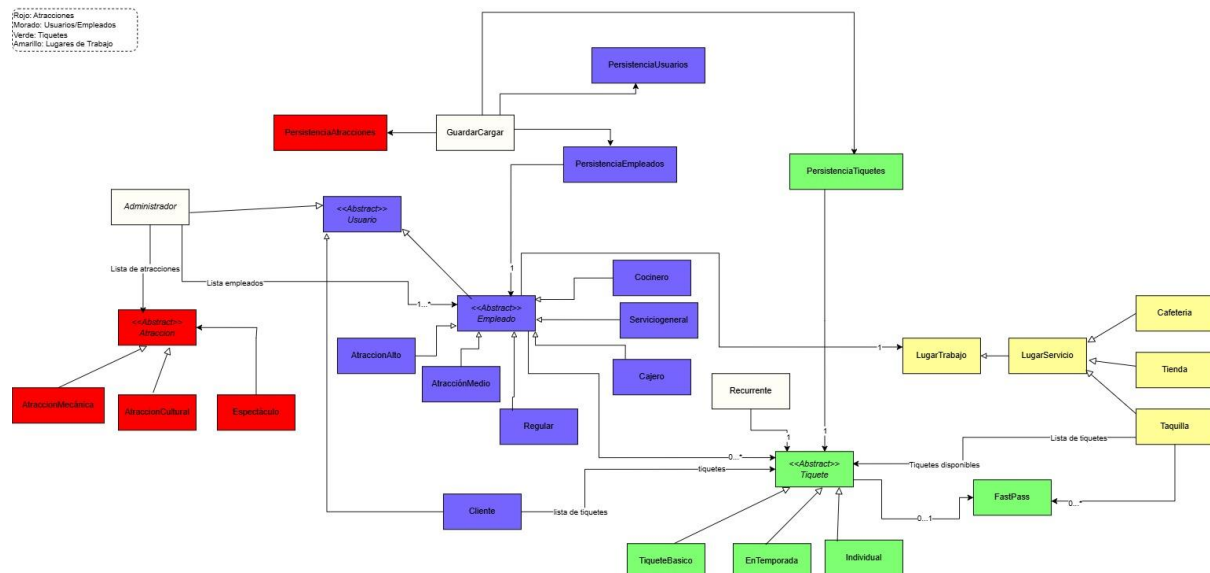 Rojo: Atracciones
Morado: Usuarios/Empleados
Verde: Tiquetes
Amarillo: Lugares de Trabajo
PersistenciaUsuarios
PersistenciaAtracciones
GuardarCargar
PersistenciaEmpleados
PersistenciaTiquetes
Administrador
<<Abstract>>
Usuario
Lista de atracciones
Lista empleados
1
Cocinero
1...*
<<Abstract>>
Empleado
Serviciogeneral
Cafeteria
<<Abstract>>
Atraccion
AtraccionAlto
1
LugarTrabajo
LugarServicio
Tienda
AtracciónMedio
Cajero
Recurrente
AtraccionMecánica
AtraccionCultural
Espectáculo
Regular
Taquilla
1
1
Lista de tiquetes
0...*
<<Abstract>>
Tiquete
Tiquetes disponibles
tiquetes
FastPass
0...*
Cliente
lista de tiquetes
0...1
TiqueteBasico
EnTemporada
Individual